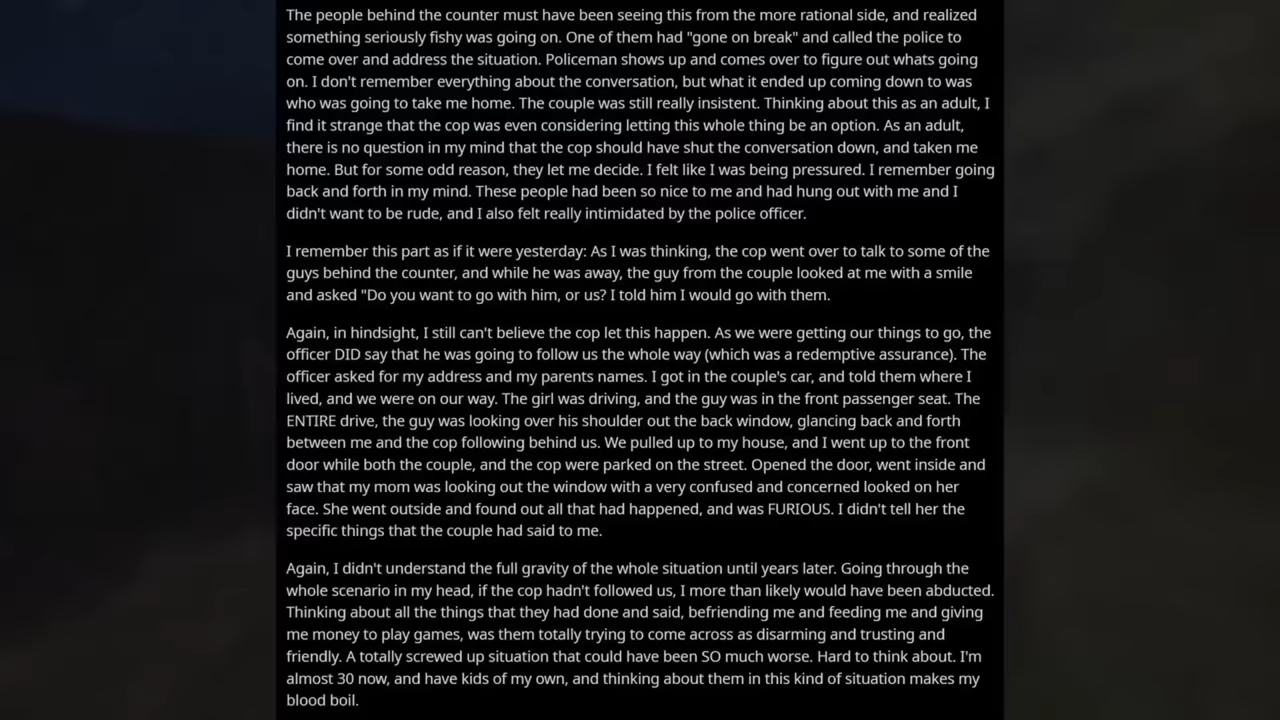 The people behind the counter must have been seeing this from the more rational side, and realized
something seriously fishy was going on. One of them had "gone on break" and called the police to
come over and address the situation. Policeman shows up and comes over to figure out whats going
on. I don't remember everything about the conversation, but what it ended up coming down to was
who was going to take me home. The couple was still really insistent. Thinking about this as an adult, I
find it strange that the cop was even considering letting this whole thing be an option. As an adult,
there is no question in my mind that the cop should have shut the conversation down, and taken me
home. But for some odd reason, they let me decide. I felt like I was being pressured. I remember going
back and forth in my mind. These people had been so nice to me and had hung out with me and I
didn't want to be rude, and I also felt really intimidated by the police officer.
I remember this part as if it were yesterday: As I was thinking, the cop went over to talk to some of the
guys behind the counter, and while he was away, the guy from the couple looked at me with a smile
and asked "Do you want to go with him, or us? I told him I would go with them.
Again, in hindsight, I still can't believe the cop let this happen. As we were getting our things to go, the
officer DID say that he was going to follow us the whole way (which was a redemptive assurance). The
officer asked for my address and my parents names. I got in the couple's car, and told them where I
lived, and we were on our way. The girl was driving, and the guy was in the front passenger seat. The
ENTIRE drive, the guy was looking over his shoulder out the back window, glancing back and forth
between me and the cop following behind us. We pulled up to my house, and I went up to the front
door while both the couple, and the cop were parked on the street. Opened the door, went inside and
saw that my mom was looking out the window with a very confused and concerned looked on her
face. She went outside and found out all that had happened, and was FURIOUS. I didn't tell her the
specific things that the couple had said to me.
Again, I didn't understand the full gravity of the whole situation until years later. Going through the
whole scenario in my head, if the cop hadn't followed us, I more than likely would have been abducted.
Thinking about all the things that they had done and said, befriending me and feeding me and giving
me money to play games, was them totally trying to come across as disarming and trusting and
friendly. A totally screwed up situation that could have been SO much worse. Hard to think about. I'm
almost 30 now, and have kids of my own, and thinking about them in this kind of situation makes my
blood boil.